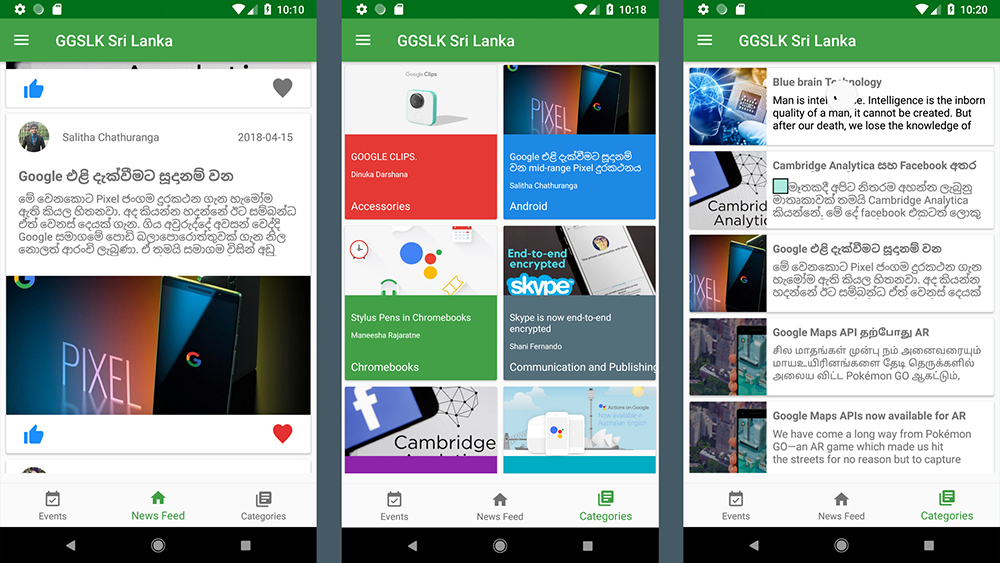 10:10
GGSLK Sri Lanka
Salitha Chathuranga
2018-04-15
Google එළි දැක්වීමට සූදානම් වන
මේ වෙනකොට Pixel ජංගම දුරකථන ගැන හැමෝම
ඇති කියල හිතනවා. අද කියන්න හදන්නේ ඊට සම්බන්ධ
ඒත් වෙනස් දෙයක් ගැන. ගිය අවුරුද්දේ අවසන් වෙද්දි
Google සමාගමේ පොඩි බලාපොරොත්තුවක් ගැන නිල
නොලත් ආරංචි ලැබුණා. ඒ තමයි සමාගම විසින් අඩු
PIXEL
G
Events
News Feed
Categories
10:18
GGSLK Sri Lanka
Google Clips
GOOGLE CLIPS.
Dinuka Darshana
Accessories
PIXEL
G
Google එළි දැක්වීමට සූදානම්
වන mid-range Pixel දුරකථනය
Salitha Chathuranga
Android
Stylus Pens in Chromebooks
Maneesha Rajaratne
Chromebooks
End-to-end
encrypted
skype
Skype is now end-to-end
encrypted
Shani Fernando
Communication and Publishing
Cambridge
Analytica
Actions on Google
Now available in
Australian English
Events
News Feed
Categories
10:20
GGSLK Sri Lanka
Blue brain Technology
Man is inte. Intelligence is the inborn
quality of a man, it cannot be created. But
after our death, we lose the knowledge of
Camb
Analyti
Cambridge Analytica සහ Facebook අතර
මෑතකදී අපිට නිතරම අහන්න ලැබුනු
මාතෘකාවක් තමයි Cambridge Analytica
කියන්නේ. මේ දේ facebook එකටත් ලොකු
PIXEL
G
Google එළි දැක්වීමට සූදානම් වන
මේ වෙනකොට Pixel ජංගම දුරකථන ගැන
හැමෝම ඇති කියල හිතනවා. අද කියන්න
හදන්නේ ඊට සම්බන්ධ ඒත් වෙනස් දෙයක්
Google Maps API தற்போது AR
சில மாதங்கள் முன்பு நம் அனைவரையும்
மாயஉயிரினங்களை தேடி தெருக்களில்
அலைய விட்ட Pokémon GO ஆகட்டும்,
Google Maps APIs now available for AR
We have come a long way from Pokémon
GO—an AR game which made us hit
the streets for no reason but to capture
Events
News Feed
Categories